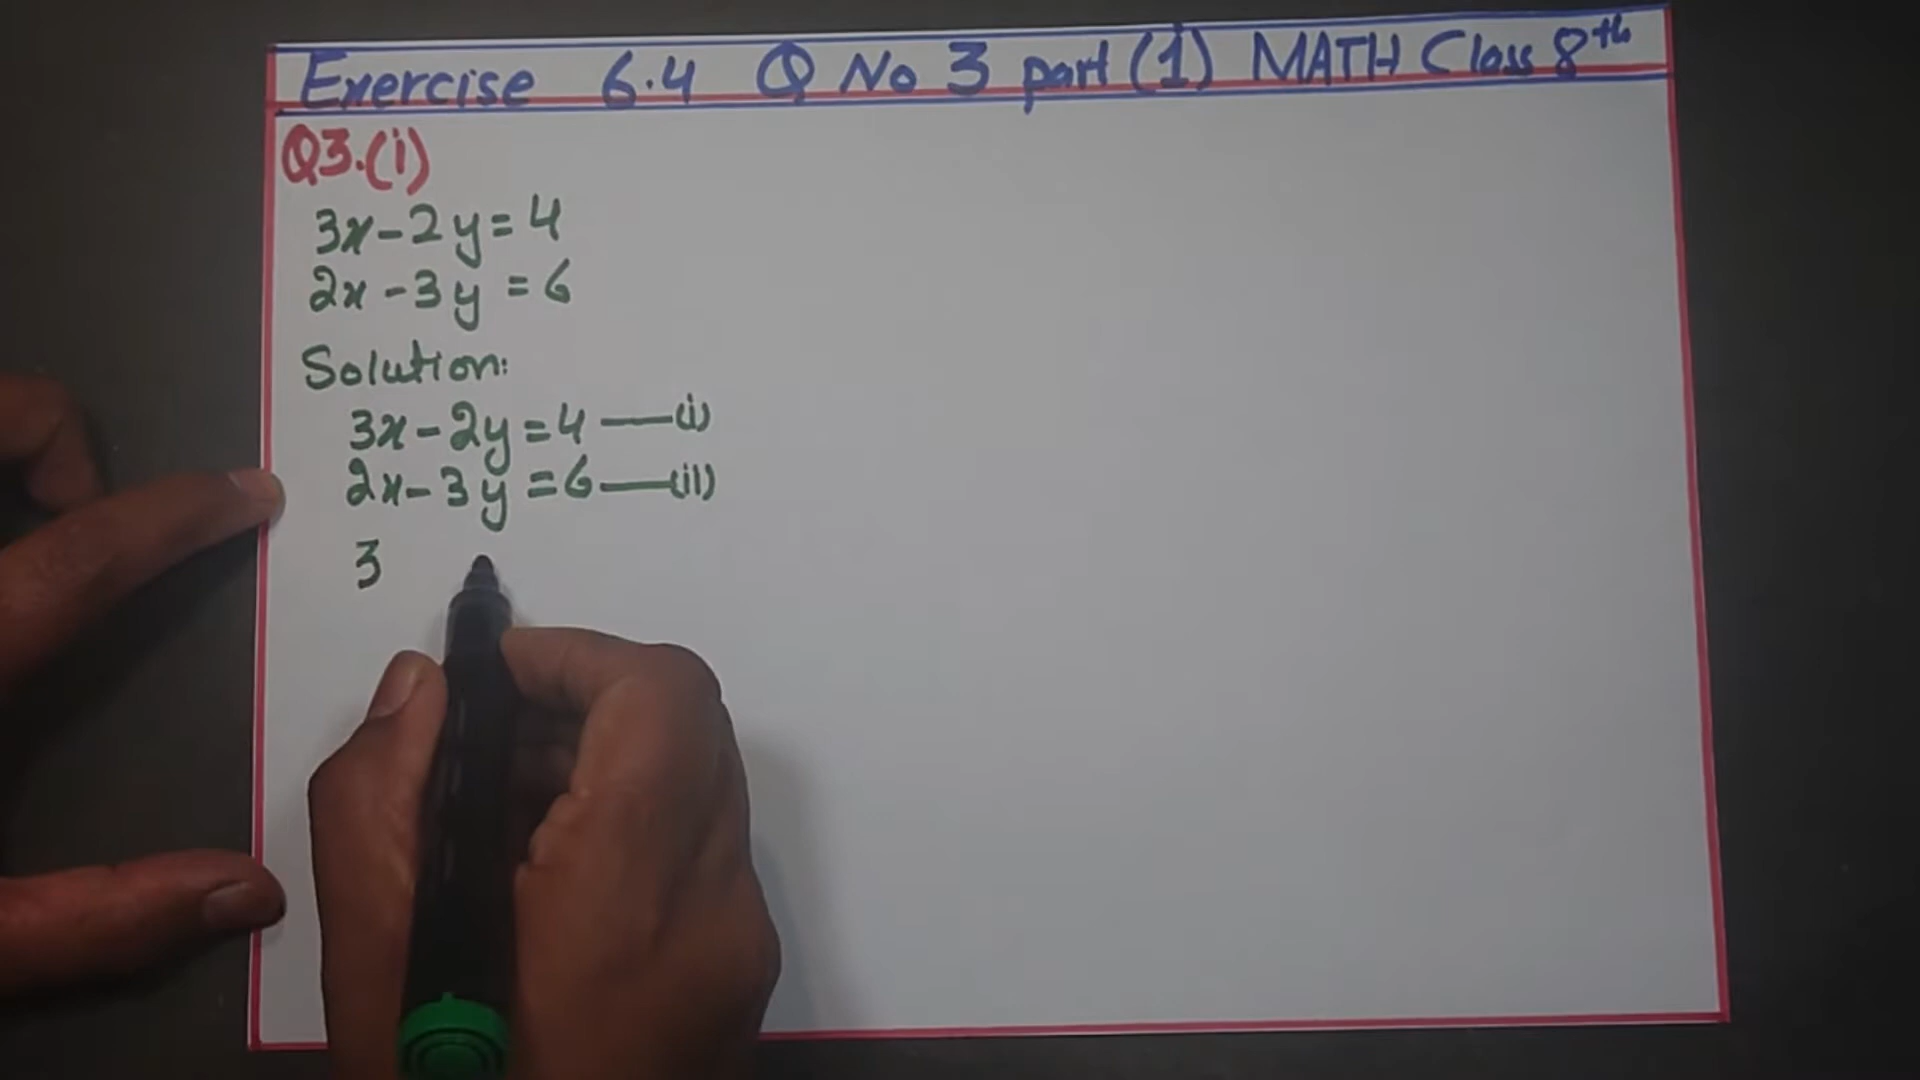 Exercise 6.4 Q No 3 part (1) MATH Class 8th
Q3.(i)
3x-2y=4
2x-3y=6
Solution:
3x-2y=4 —(i)
2x-3y=6—(ii)
3